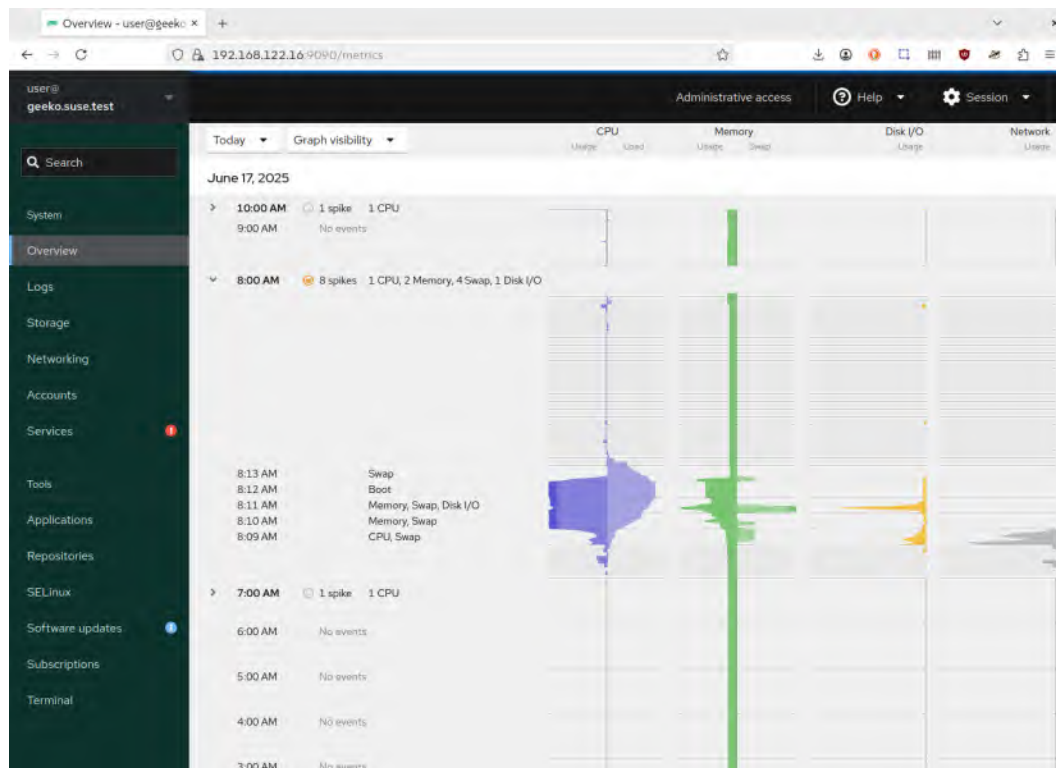 Overview - user@geeko
192.168.122.16:9090/metrics
user@
geeko.suse.test
Administrative access
Help
Session
Search
System
Overview
Logs
Storage
Networking
Accounts
Services
Tools
Applications
Repositories
SELinux
Software updates
Subscriptions
Terminal
Today
Graph visibility
CPU
Usage Load
Memory
Usage Swap
Disk I/O
Usage
Network
Usage
June 17, 2025
10:00 AM 1 spike 1 CPU
9:00 AM No events
8:00 AM 8 spikes 1 CPU, 2 Memory, 4 Swap, 1 Disk I/O
8:13 AM Swap
8:12 AM Boot
8:11 AM Memory, Swap, Disk I/O
8:10 AM Memory, Swap
8:09 AM CPU, Swap
7:00 AM 1 spike 1 CPU
6:00 AM No events
5:00 AM No events
4:00 AM No events
3:00 AM No events